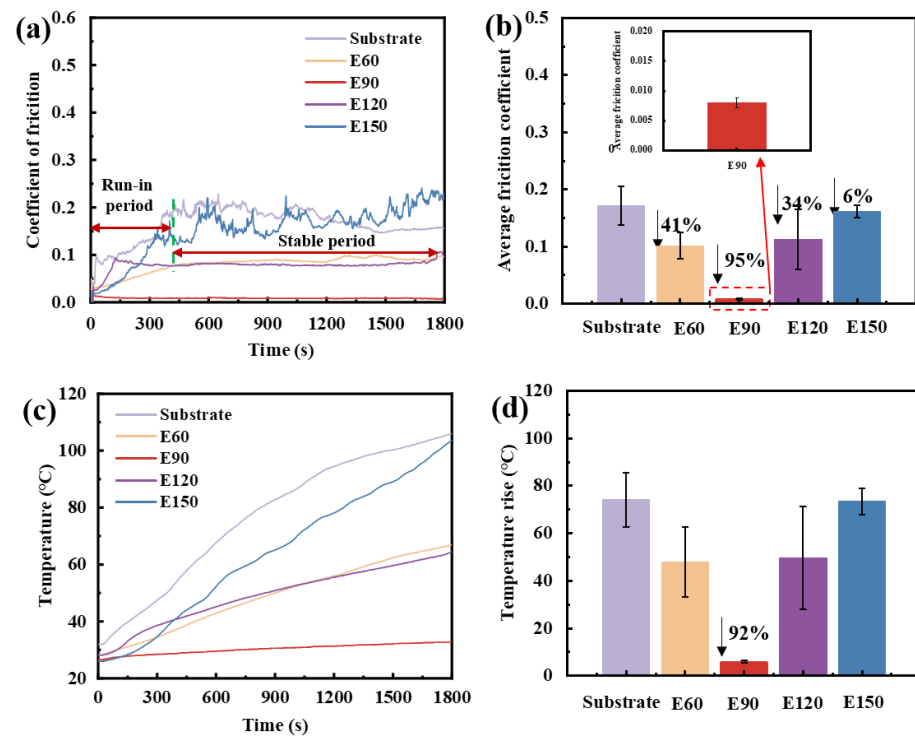 (a)
Coefficient of fricition
0.6
0.5
0.4
0.3
0.2
0.1
0.0
Substrate
E60
E90
E120
E150
Run-in
period
Stable period
0
300
600
900
1200
1500
1800
Time (s)
(b)
Average fricition coefficient
0.6
0.5
0.4
0.3
0.2
0.1
0.0
Average fricition coefficient
0.020
0.015
0.010
0.005
0.000
0
E90
41%
95%
34%
6%
Substrate
E60
E90
E120
E150
(c)
Temperature (°C)
120
100
80
60
40
20
Substrate
E60
E90
E120
E150
0
300
600
900
1200
1500
1800
Time (s)
(d)
Temperature rise (°C)
120
100
80
60
40
20
0
92%
Substrate
E60
E90
E120
E150